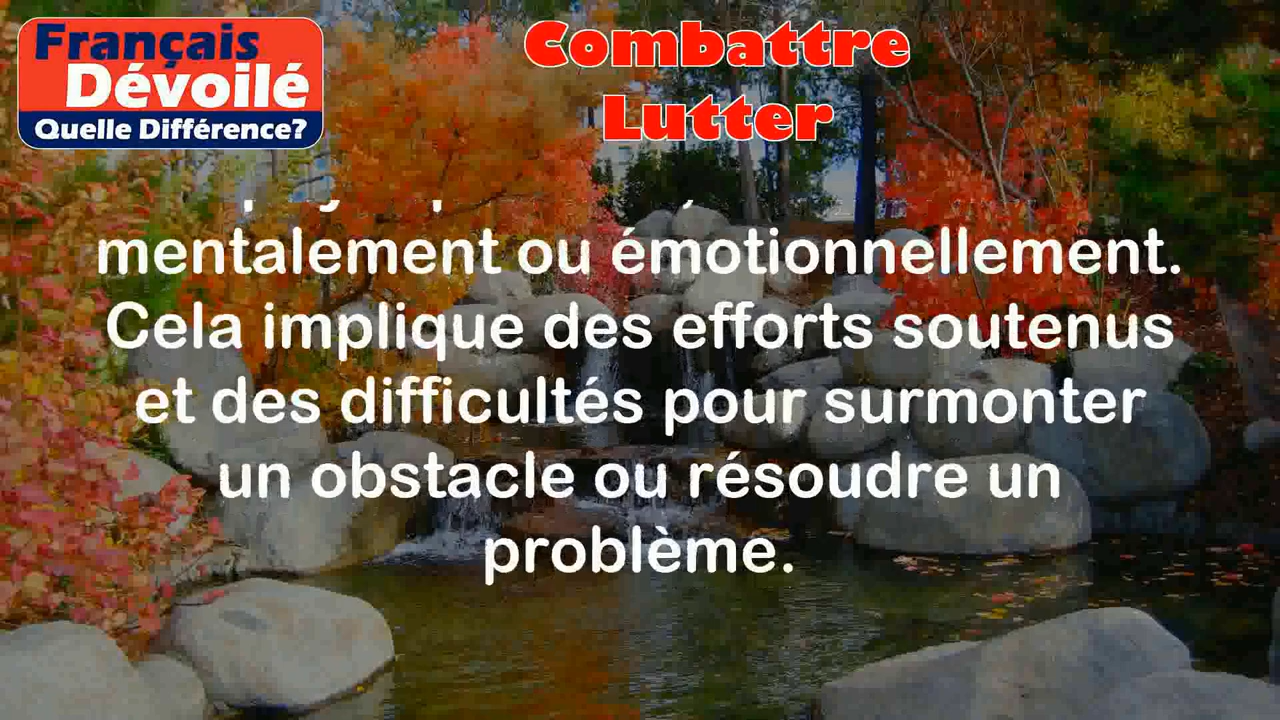 Français
Dévoilé
Quelle Différence?
Combattre
Lutter
mentalement ou émotionnellement.
Cela implique des efforts soutenus
et des difficultés pour surmonter
un obstacle ou résoudre un
problème.